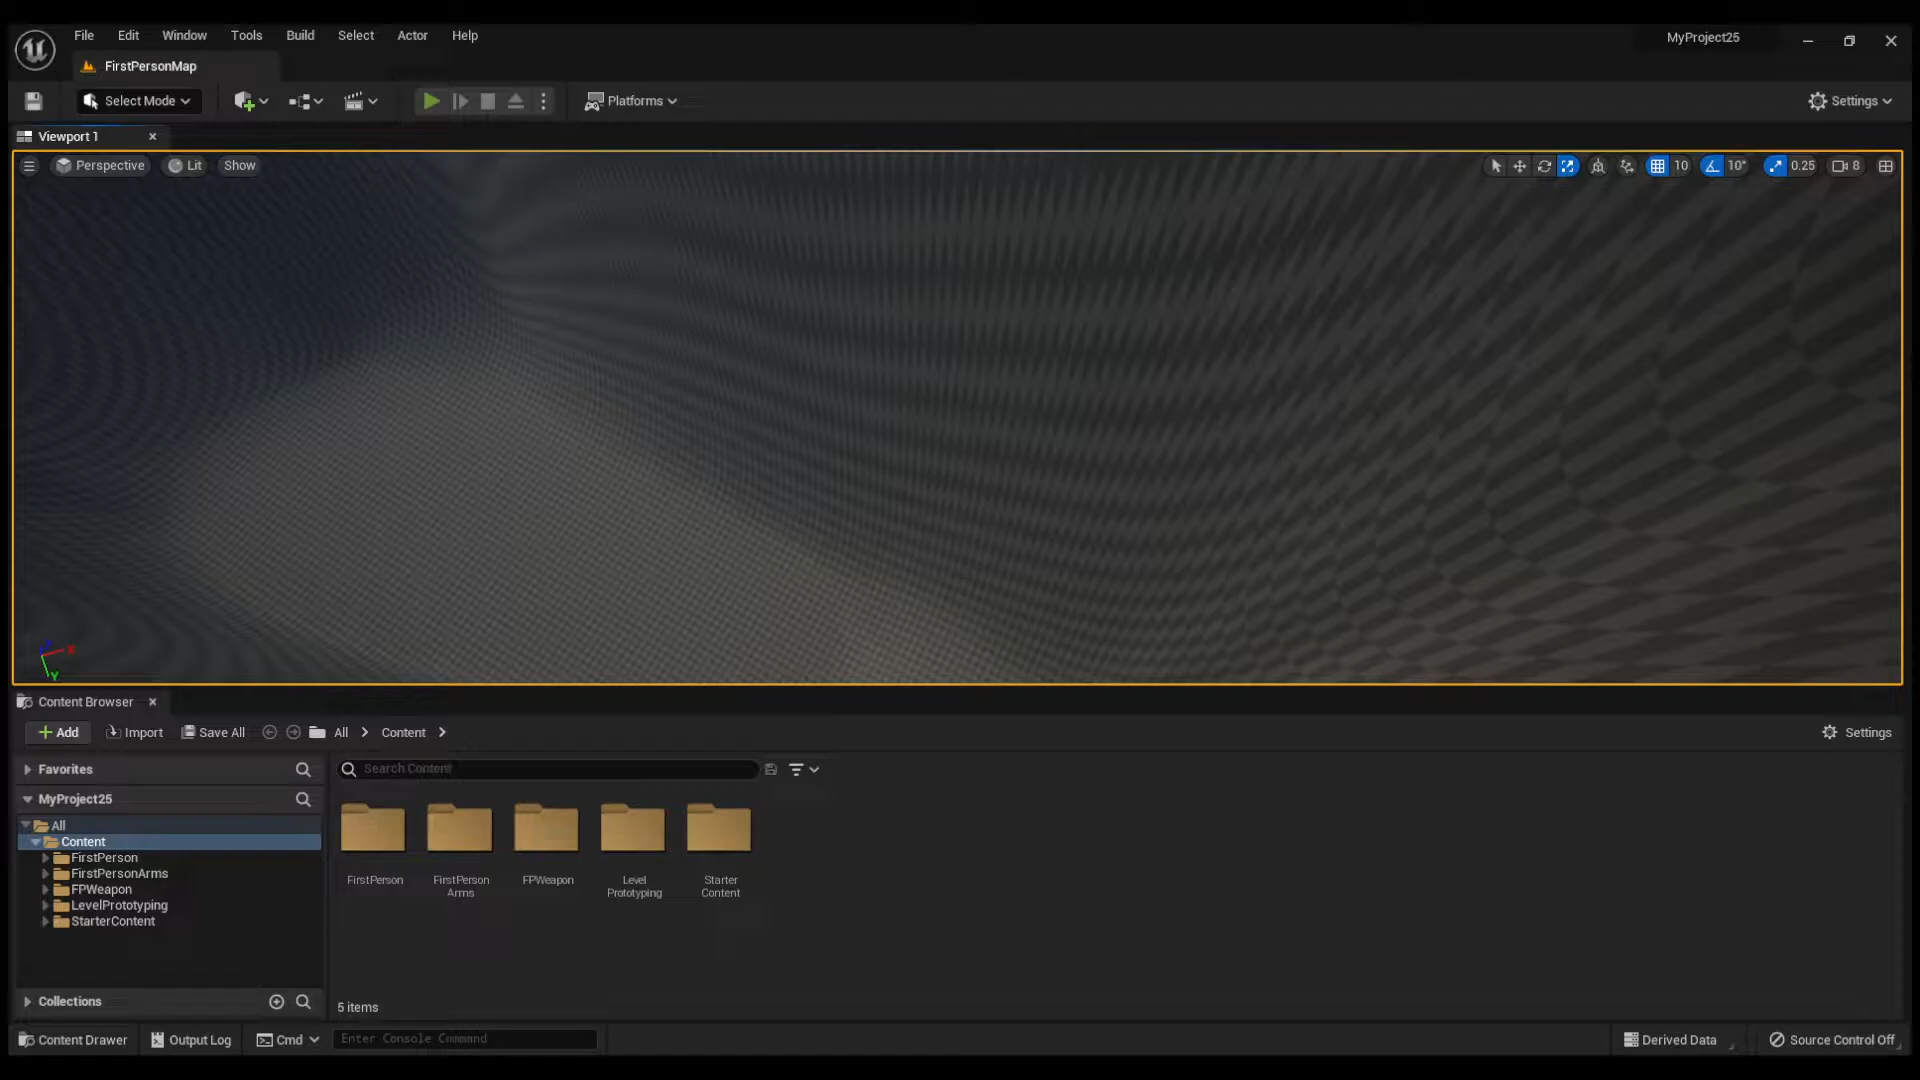 File Edit Window Tools Build Select Actor Help
MyProject25
FirstPersonMap
Select Mode
Platforms
Settings
Viewport 1
Perspective Lit Show
10 10° 0.25 8
X
Y
Content Browser
Add Import Save All All Content
Settings
Favorites
Search Content
MyProject25
All
Content
FirstPerson
FirstPersonArms
FPWeapon
LevelPrototyping
StarterContent
FirstPerson
FirstPerson
Arms
FPWeapon
Level
Prototyping
Starter
Content
Collections
5 items
Content Drawer Output Log Cmd Enter Console Command
Derived Data Source Control Off